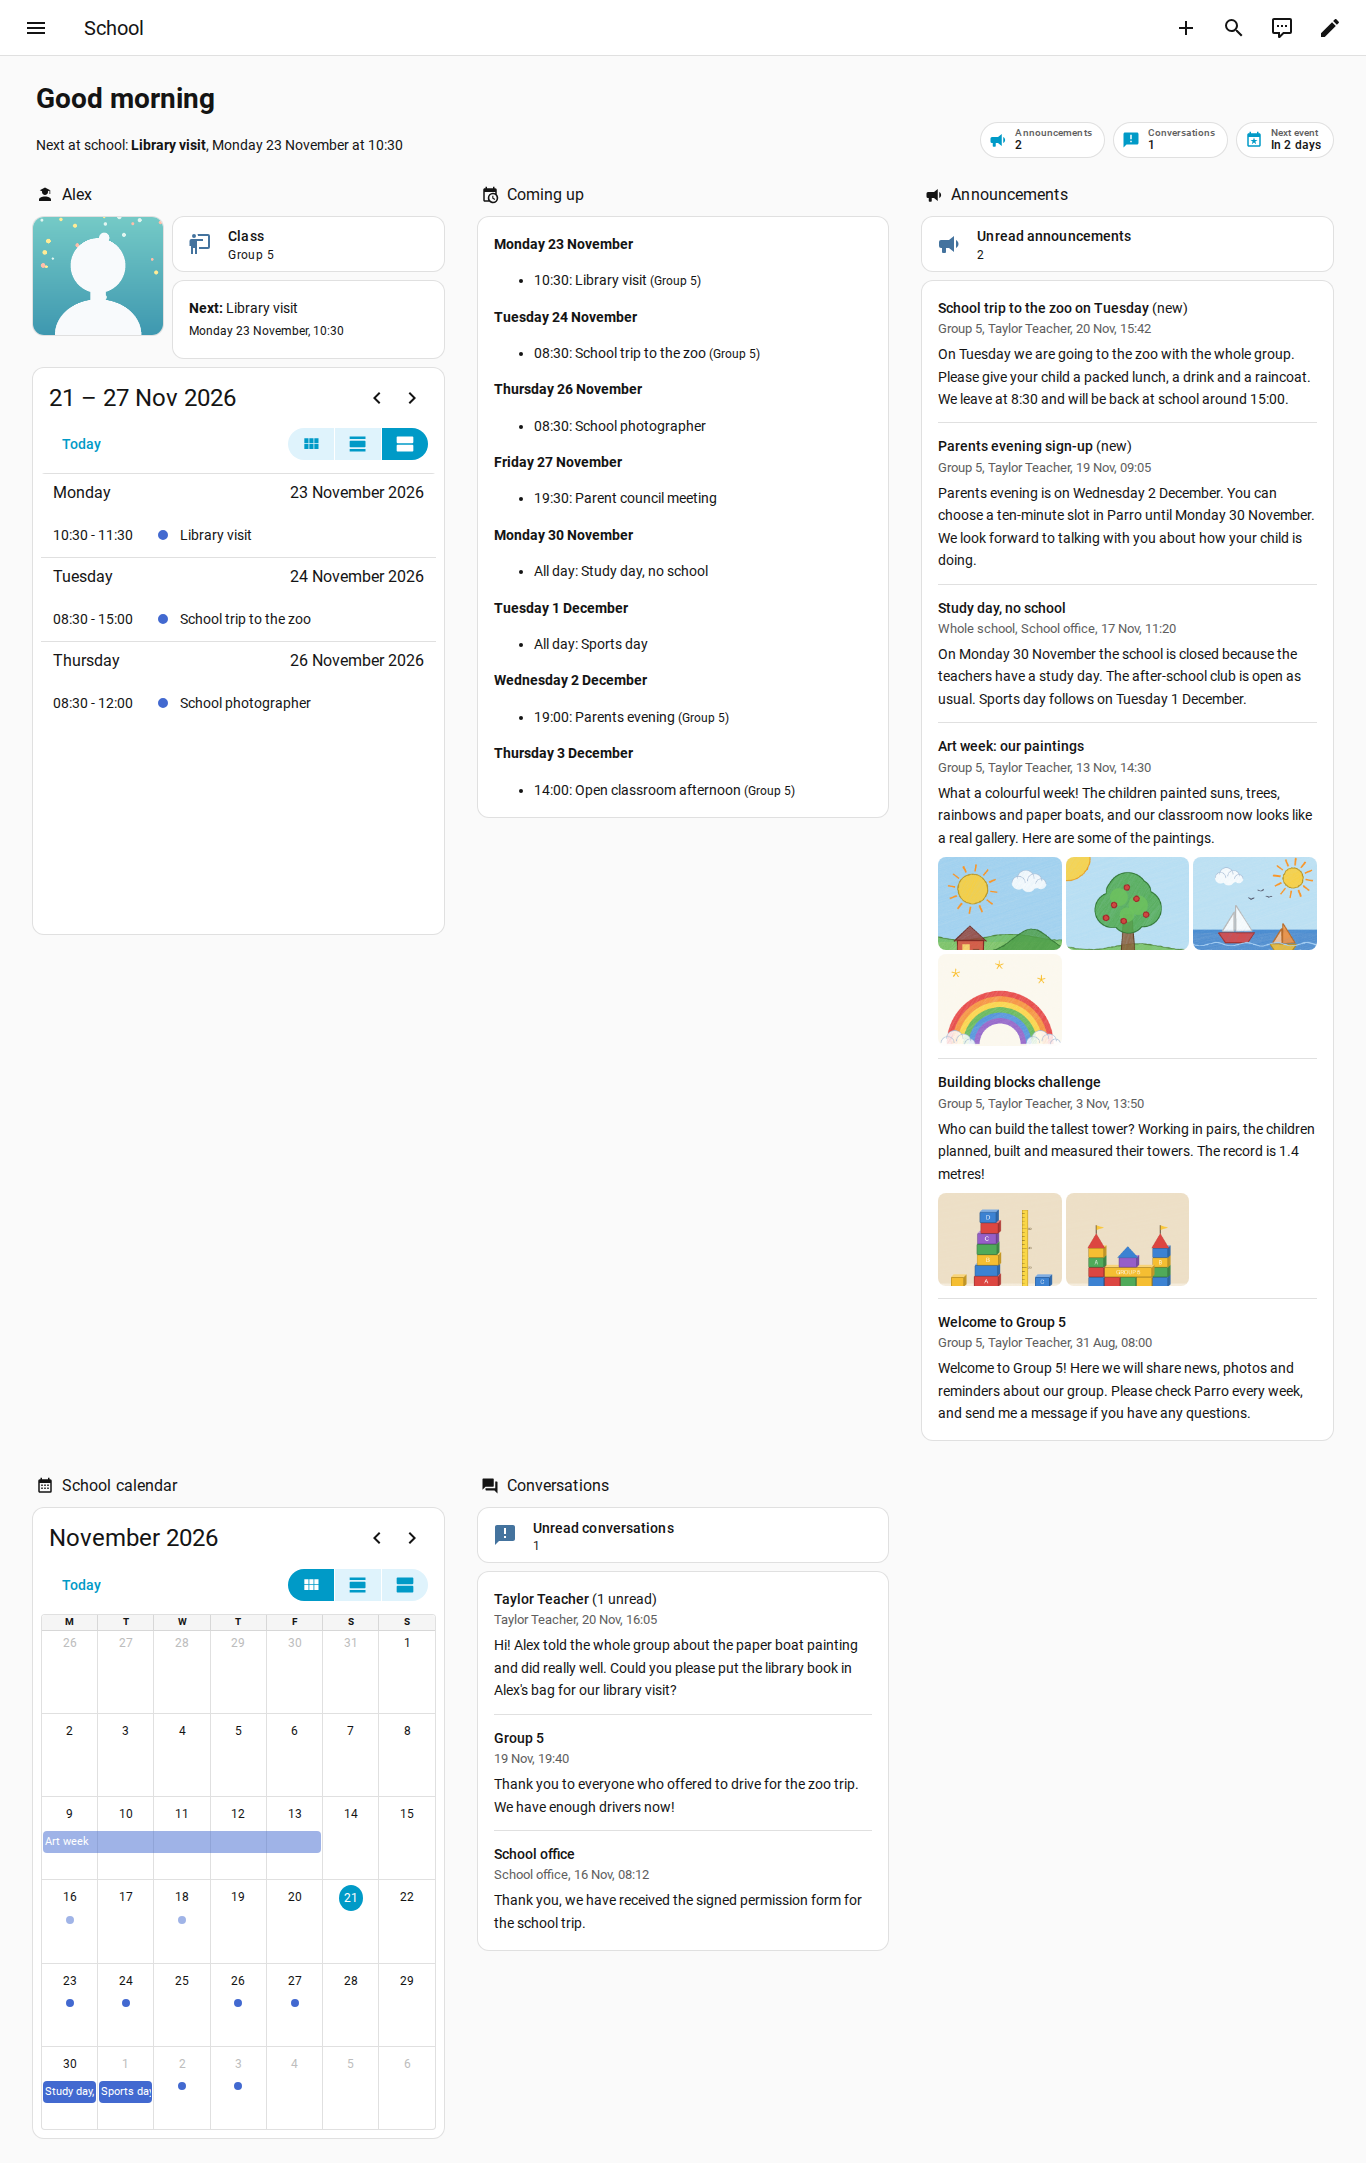 School
Good morning
Next at school: Library visit, Monday 23 November at 10:30
Announcements
2
Conversations
1
Next event
In 2 days
Alex
Class
Group 5
Next: Library visit
Monday 23 November, 10:30
21 – 27 Nov 2026
Today
Monday 23 November 2026
10:30 - 11:30 Library visit
Tuesday 24 November 2026
08:30 - 15:00 School trip to the zoo
Thursday 26 November 2026
08:30 - 12:00 School photographer
Coming up
Monday 23 November
10:30: Library visit (Group 5)
Tuesday 24 November
08:30: School trip to the zoo (Group 5)
Thursday 26 November
08:30: School photographer
Friday 27 November
19:30: Parent council meeting
Monday 30 November
All day: Study day, no school
Tuesday 1 December
All day: Sports day
Wednesday 2 December
19:00: Parents evening (Group 5)
Thursday 3 December
14:00: Open classroom afternoon (Group 5)
Announcements
Unread announcements
2
School trip to the zoo on Tuesday (new)
Group 5, Taylor Teacher, 20 Nov, 15:42
On Tuesday we are going to the zoo with the whole group.
Please give your child a packed lunch, a drink and a raincoat.
We leave at 8:30 and will be back at school around 15:00.
Parents evening sign-up (new)
Group 5, Taylor Teacher, 19 Nov, 09:05
Parents evening is on Wednesday 2 December. You can
choose a ten-minute slot in Parro until Monday 30 November.
We look forward to talking with you about how your child is
doing.
Study day, no school
Whole school, School office, 17 Nov, 11:20
On Monday 30 November the school is closed because the
teachers have a study day. The after-school club is open as
usual. Sports day follows on Tuesday 1 December.
Art week: our paintings
Group 5, Taylor Teacher, 13 Nov, 14:30
What a colourful week! The children painted suns, trees,
rainbows and paper boats, and our classroom now looks like
a real gallery. Here are some of the paintings.
Building blocks challenge
Group 5, Taylor Teacher, 3 Nov, 13:50
Who can build the tallest tower? Working in pairs, the children
planned, built and measured their towers. The record is 1.4
metres!
D
C
B
A
C
A
B
GROUP 5
Welcome to Group 5
Group 5, Taylor Teacher, 31 Aug, 08:00
Welcome to Group 5! Here we will share news, photos and
reminders about our group. Please check Parro every week,
and send me a message if you have any questions.
School calendar
November 2026
Today
M T W T F S S
26 27 28 29 30 31 1
2 3 4 5 6 7 8
9 10 11 12 13 14 15
Art week
16 17 18 19 20 21 22
23 24 25 26 27 28 29
30 1 2 3 4 5 6
Study day, Sports day
Conversations
Unread conversations
1
Taylor Teacher (1 unread)
Taylor Teacher, 20 Nov, 16:05
Hi! Alex told the whole group about the paper boat painting
and did really well. Could you please put the library book in
Alex's bag for our library visit?
Group 5
19 Nov, 19:40
Thank you to everyone who offered to drive for the zoo trip.
We have enough drivers now!
School office
School office, 16 Nov, 08:12
Thank you, we have received the signed permission form for
the school trip.